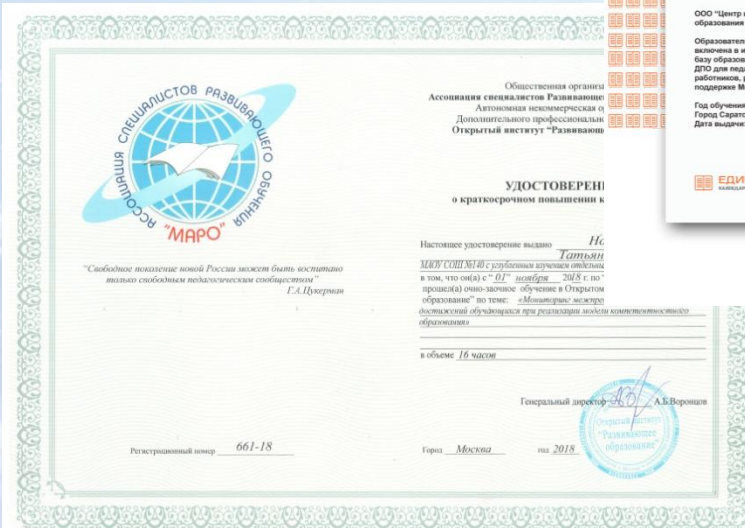 АССОЦИАЦИЯ СПЕЦИАЛИСТОВ РАЗВИВАЮЩЕГО ОБУЧЕНИЯ
"МАРО"
"Свободное поколение новой России может быть воспитано
только свободным педагогическим сообществом"
Г.А.Цукерман
Регистрационный номер 661-18
Общественная организа
Ассоциация специалистов Развивающе
Автономная некоммерческая ор
Дополнительного профессиональн
Открытый институт "Развивающ
УДОСТОВЕРЕН
о краткосрочном повышении к
Настоящее удостоверение выдано Но
Татьян
МАОУ СОШ №140 с углубленным изучением отдельны
в том, что он(а) с "01" ноября 2018 г. по "
прошел(а) очно-заочное обучение в Открытом
образование" по теме: «Мониторинг межпре
достижений обучающихся при реализации модели компетентностного
образования»
в объеме 16 часов
Генеральный директор А.Б.Воронцов
Открытый институт
"Развивающее
образование"
Город Москва год 2018
ООО "Центр
образования
Образовател
включена в
базу образов
ДПО для педа
работников,
поддержке М
Год обучения
Город Сарато
Дата выдачи:
ЕДИ